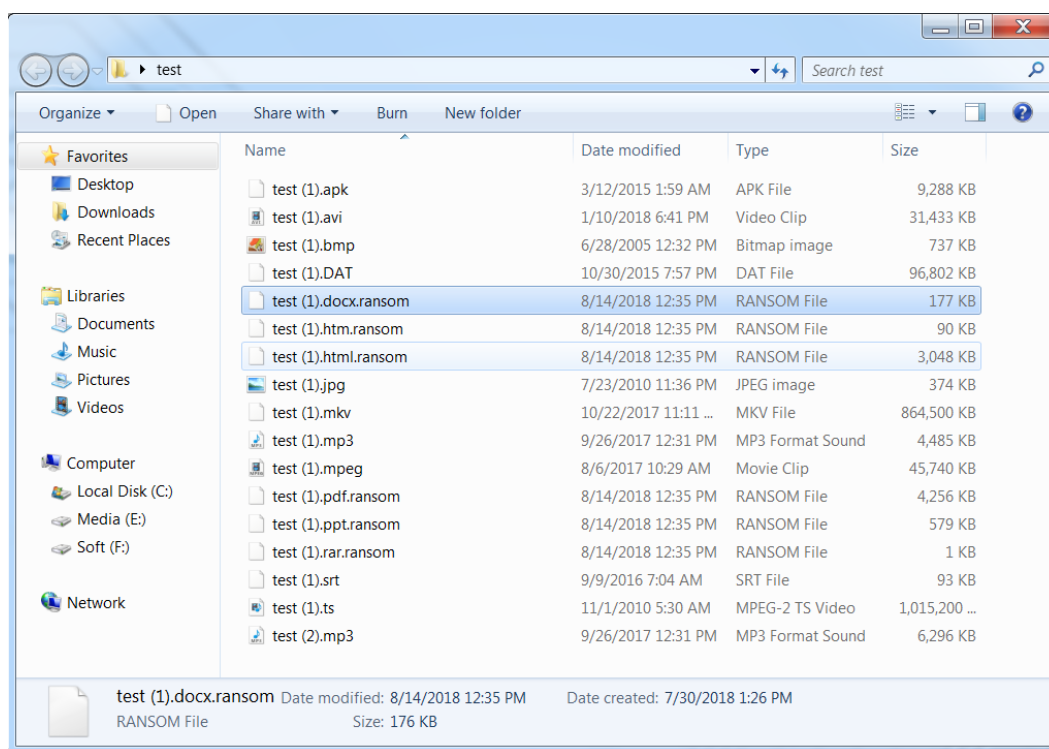 test
Search test
Organize Open Share with Burn New folder
Favorites
Desktop
Downloads
Recent Places
Libraries
Documents
Music
Pictures
Videos
Computer
Local Disk (C:)
Media (E:)
Soft (F:)
Network
Name Date modified Type Size
test (1).apk 3/12/2015 1:59 AM APK File 9,288 KB
test (1).avi 1/10/2018 6:41 PM Video Clip 31,433 KB
test (1).bmp 6/28/2005 12:32 PM Bitmap image 737 KB
test (1).DAT 10/30/2015 7:57 PM DAT File 96,802 KB
test (1).docx.ransom 8/14/2018 12:35 PM RANSOM File 177 KB
test (1).htm.ransom 8/14/2018 12:35 PM RANSOM File 90 KB
test (1).html.ransom 8/14/2018 12:35 PM RANSOM File 3,048 KB
test (1).jpg 7/23/2010 11:36 PM JPEG image 374 KB
test (1).mkv 10/22/2017 11:11 ... MKV File 864,500 KB
test (1).mp3 9/26/2017 12:31 PM MP3 Format Sound 4,485 KB
test (1).mpeg 8/6/2017 10:29 AM Movie Clip 45,740 KB
test (1).pdf.ransom 8/14/2018 12:35 PM RANSOM File 4,256 KB
test (1).ppt.ransom 8/14/2018 12:35 PM RANSOM File 579 KB
test (1).rar.ransom 8/14/2018 12:35 PM RANSOM File 1 KB
test (1).srt 9/9/2016 7:04 AM SRT File 93 KB
test (1).ts 11/1/2010 5:30 AM MPEG-2 TS Video 1,015,200 ...
test (2).mp3 9/26/2017 12:31 PM MP3 Format Sound 6,296 KB
test (1).docx.ransom Date modified: 8/14/2018 12:35 PM Date created: 7/30/2018 1:26 PM
RANSOM File Size: 176 KB